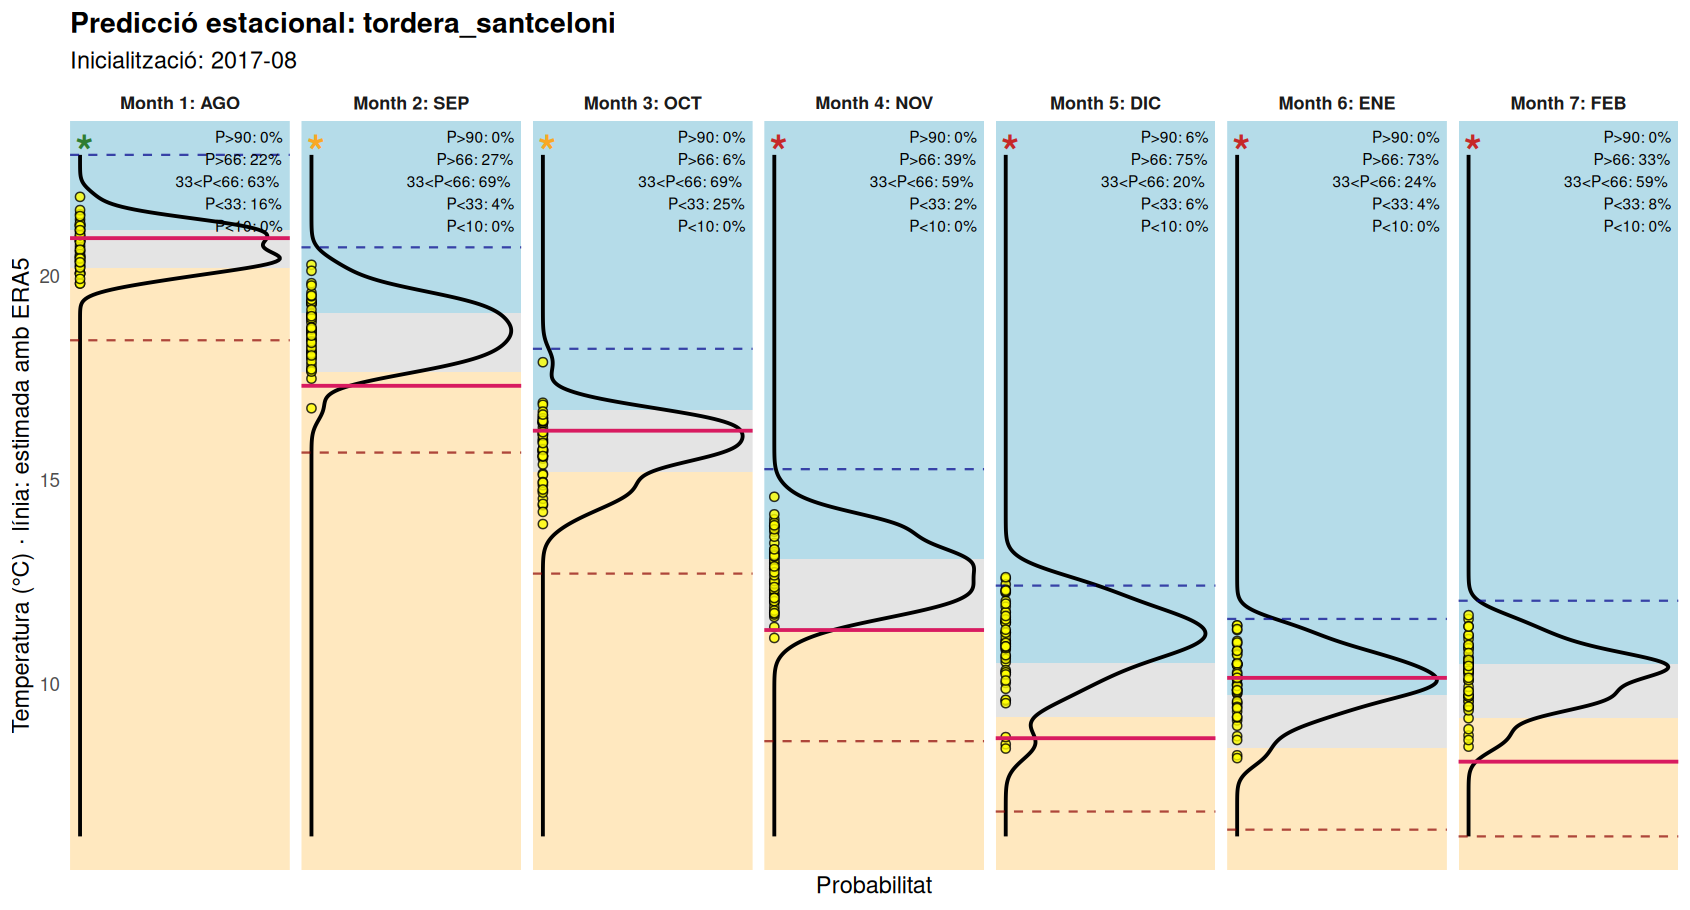 Predicció estacional: tordera_santceloni
Inicialització: 2017-08
Month 1: AGO
Month 2: SEP
Month 3: OCT
Month 4: NOV
Month 5: DIC
Month 6: ENE
Month 7: FEB
*
P>90: 0%
P>66: 22%
33<P<66: 63%
P<33: 16%
P<10: 0%
*
P>90: 0%
P>66: 27%
33<P<66: 69%
P<33: 4%
P<10: 0%
*
P>90: 0%
P>66: 6%
33<P<66: 69%
P<33: 25%
P<10: 0%
*
P>90: 0%
P>66: 39%
33<P<66: 59%
P<33: 2%
P<10: 0%
*
P>90: 6%
P>66: 75%
33<P<66: 20%
P<33: 6%
P<10: 0%
*
P>90: 0%
P>66: 73%
33<P<66: 24%
P<33: 4%
P<10: 0%
*
P>90: 0%
P>66: 33%
33<P<66: 59%
P<33: 8%
P<10: 0%
Temperatura (°C) · línia: estimada amb ERA5
20
15
10
Probabilitat